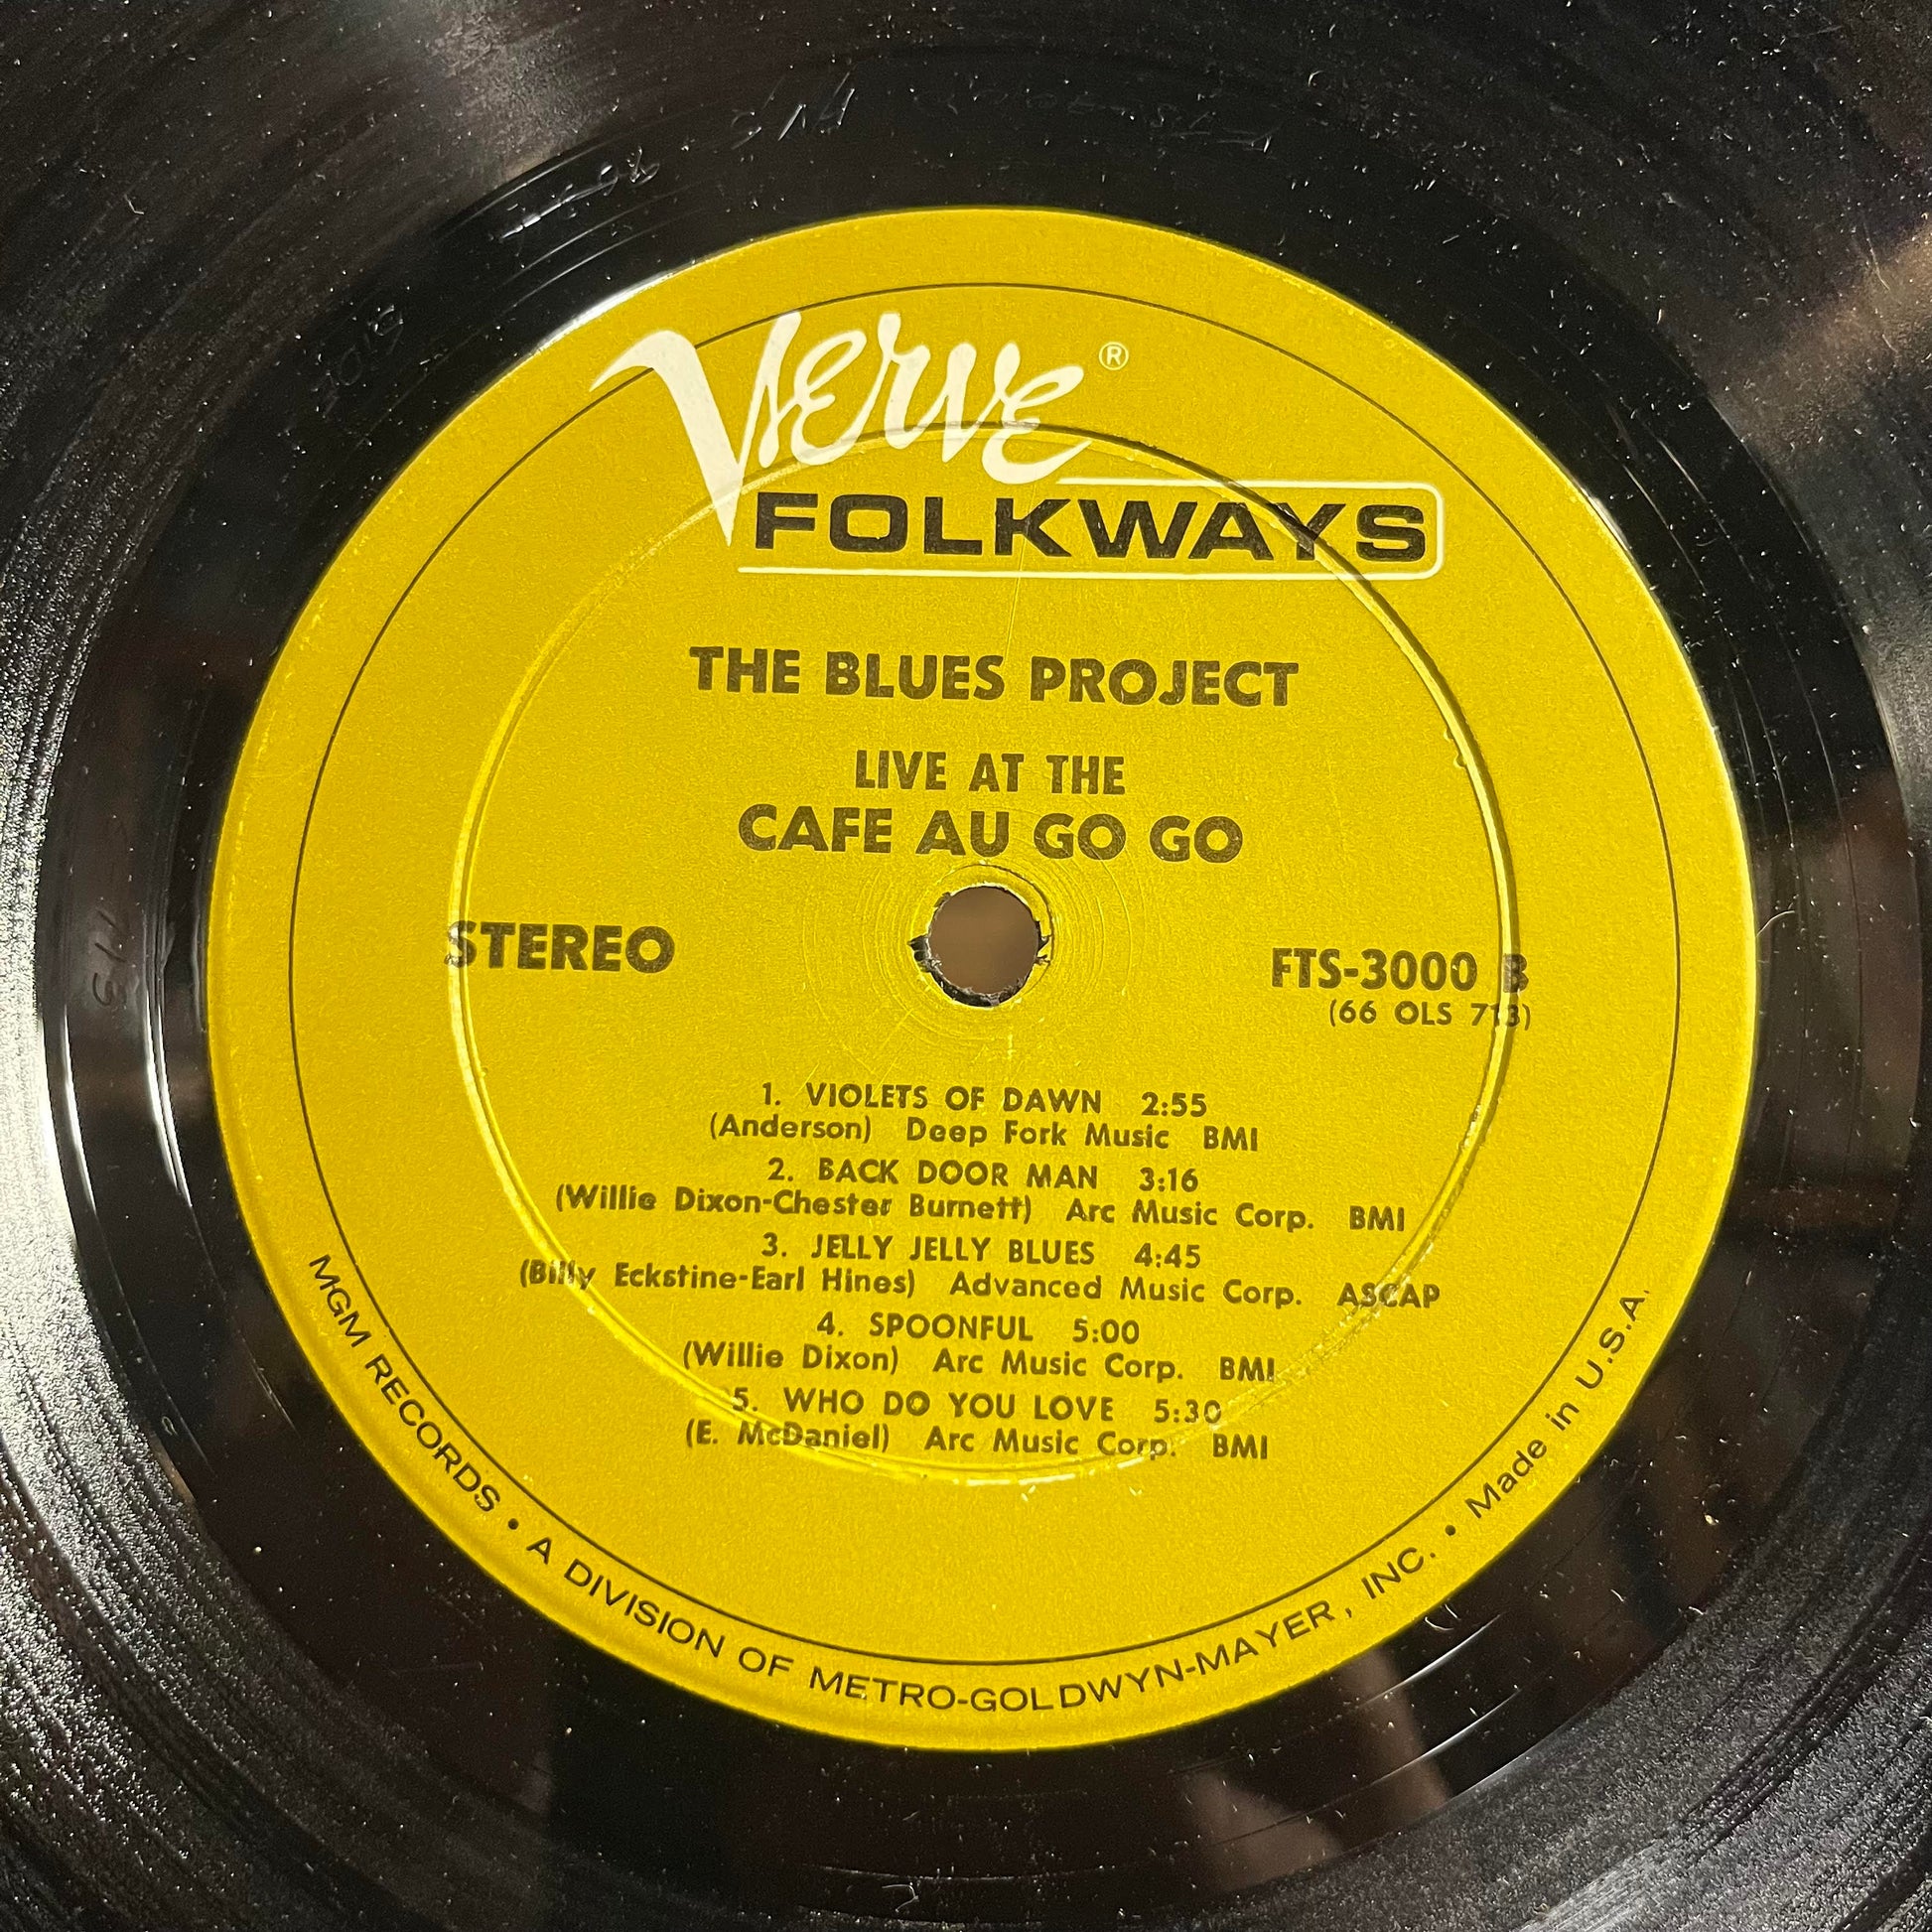 Verve®
FOLKWAYS
THE BLUES PROJECT
LIVE AT THE
CAFE AU GO GO
STEREO
FTS-3000 B
(66 OLS 713)
1. VIOLETS OF DAWN 2:55
(Anderson) Deep Fork Music BMI
2. BACK DOOR MAN 3:16
(Willie Dixon-Chester Burnett) Arc Music Corp. BMI
3. JELLY JELLY BLUES 4:45
(Billy Eckstine-Earl Hines) Advanced Music Corp. ASCAP
4. SPOONFUL 5:00
(Willie Dixon) Arc Music Corp. BMI
5. WHO DO YOU LOVE 5:30
(E. McDaniel) Arc Music Corp. BMI
MGM RECORDS • A DIVISION OF METRO-GOLDWYN-MAYER, INC. • Made in U.S.A.